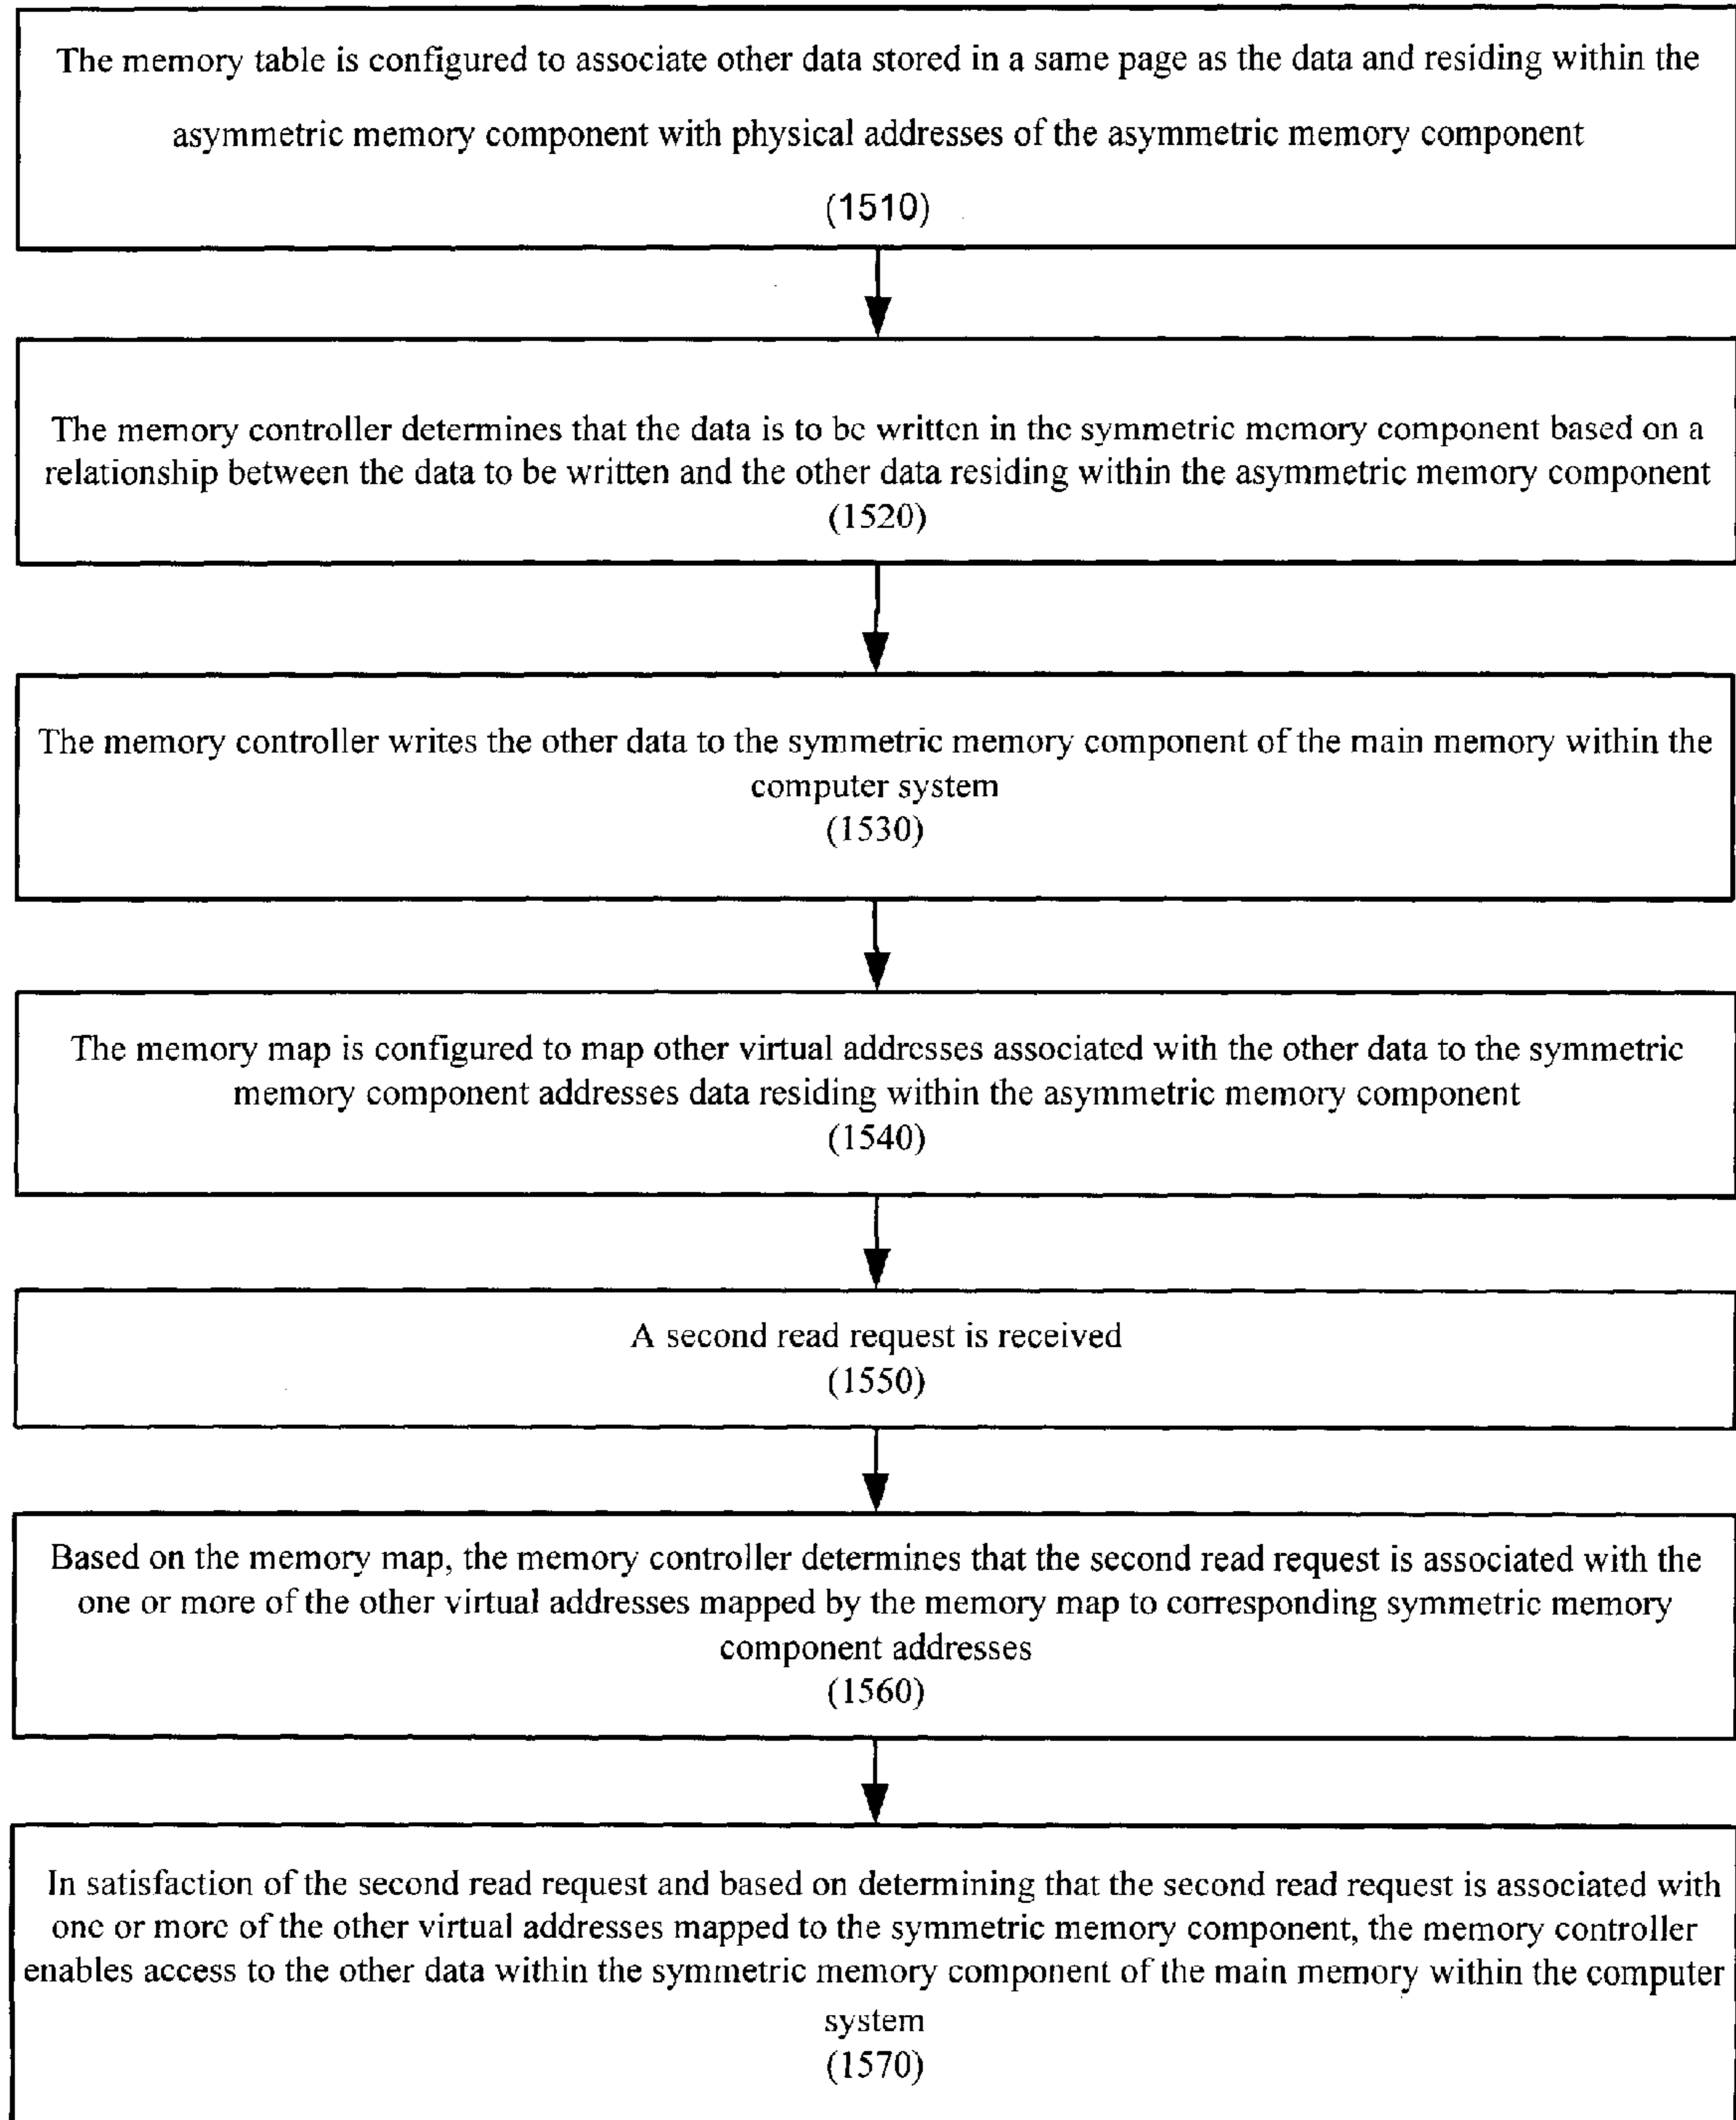 The memory table is configured to associate other data stored in a same page as the data and residing within the
asymmetric memory component with physical addresses of the asymmetric memory component
(1510)
The memory controller determines that the data is to be written in the symmetric memory component based on a
relationship between the data to be written and the other data residing within the asymmetric memory component
(1520)
The memory controller writes the other data to the symmetric memory component of the main memory within the
computer system
(1530)
The memory map is configured to map other virtual addresses associated with the other data to the symmetric
memory component addresses data residing within the asymmetric memory component
(1540)
A second read request is received
(1550)
Based on the memory map, the memory controller determines that the second read request is associated with the
one or more of the other virtual addresses mapped by the memory map to corresponding symmetric memory
component addresses
(1560)
In satisfaction of the second read request and based on determining that the second read request is associated with
one or more of the other virtual addresses mapped to the symmetric memory component, the memory controller
enables access to the other data within the symmetric memory component of the main memory within the computer
system
(1570)